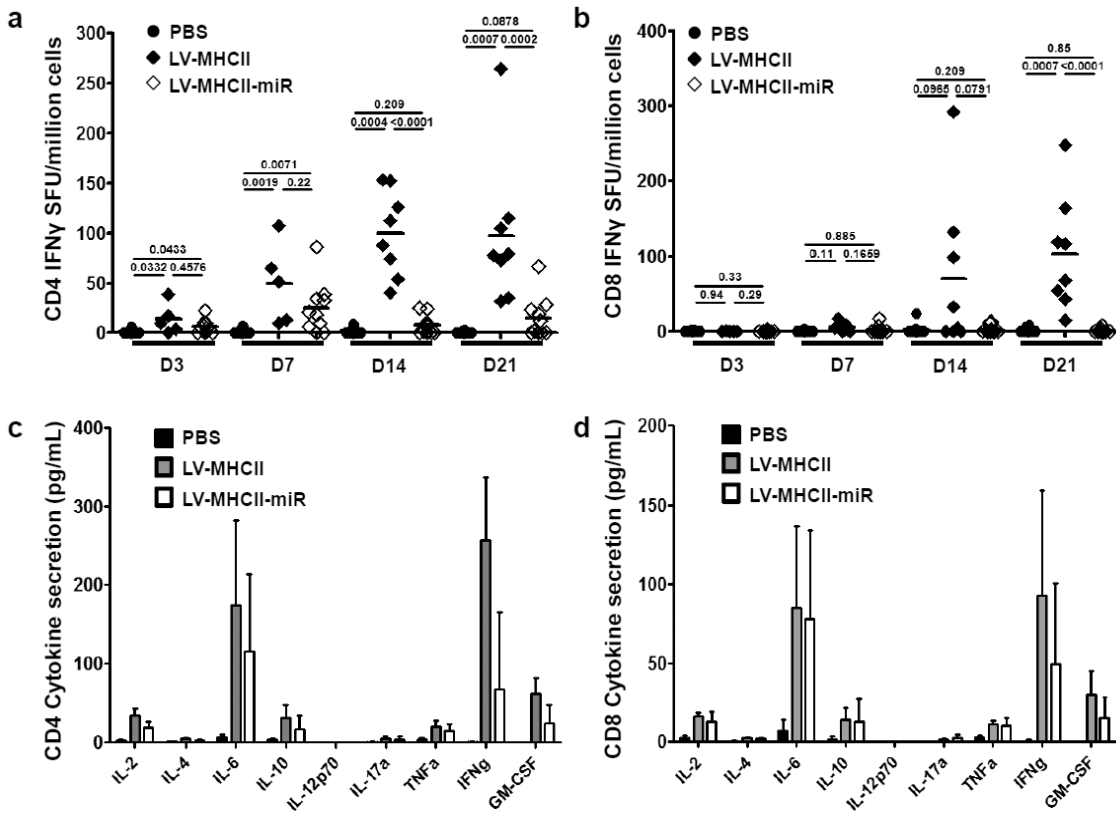 a
CD4 IFNγ SFU/million cells
300
250
200
150
100
50
0
PBS
LV-MHCII
LV-MHCII-miR
0.0433
0.0332 0.4576
0.0071
0.0019 0.22
0.209
0.0004 <0.0001
0.0878
0.0007 0.0002
D3 D7 D14 D21
b
CD8 IFNγ SFU/million cells
400
300
200
100
0
PBS
LV-MHCII
LV-MHCII-miR
0.33
0.94 0.29
0.885
0.11 0.1659
0.209
0.0965 0.0791
0.85
0.0007 <0.0001
D3 D7 D14 D21
c
CD4 Cytokine secretion (pg/mL)
400
300
200
100
0
PBS
LV-MHCII
LV-MHCII-miR
IL-2 IL-4 IL-6 IL-10 IL-12p70 IL-17a TNFa IFNg GM-CSF
d
CD8 Cytokine secretion (pg/mL)
200
150
100
50
0
PBS
LV-MHCII
LV-MHCII-miR
IL-2 IL-4 IL-6 IL-10 IL-12p70 IL-17a TNFa IFNg GM-CSF